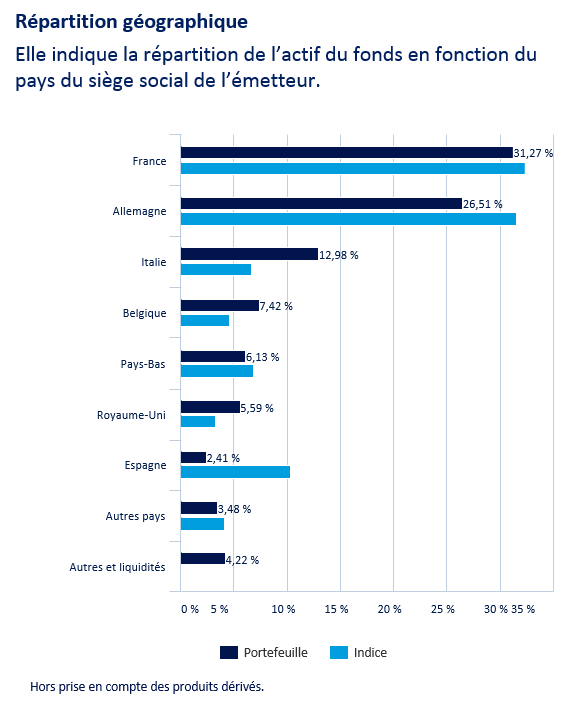 Répartition géographique
Elle indique la répartition de l’actif du fonds en fonction du
pays du siège social de l’émetteur.
France 31,27 %
Allemagne 26,51 %
Italie 12,98 %
Belgique 7,42 %
Pays-Bas 6,13 %
Royaume-Uni 5,59 %
Espagne 2,41 %
Autres pays 3,48 %
Autres et liquidités 4,22 %
0 % 5 % 10 % 15 % 20 % 25 % 30 % 35 %
Portefeuille Indice
Hors prise en compte des produits dérivés.